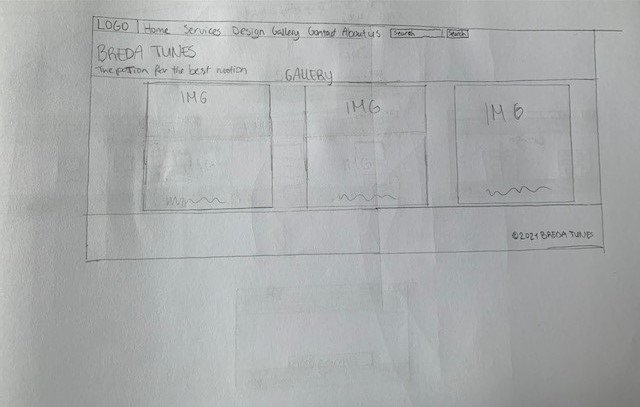 LOGO Home Services Design Gallery Contact About us Search Search
BREDA TUNES
The potion for the best motion
GALLERY
IMG IMG IMG
©2021 BREDA TUNES